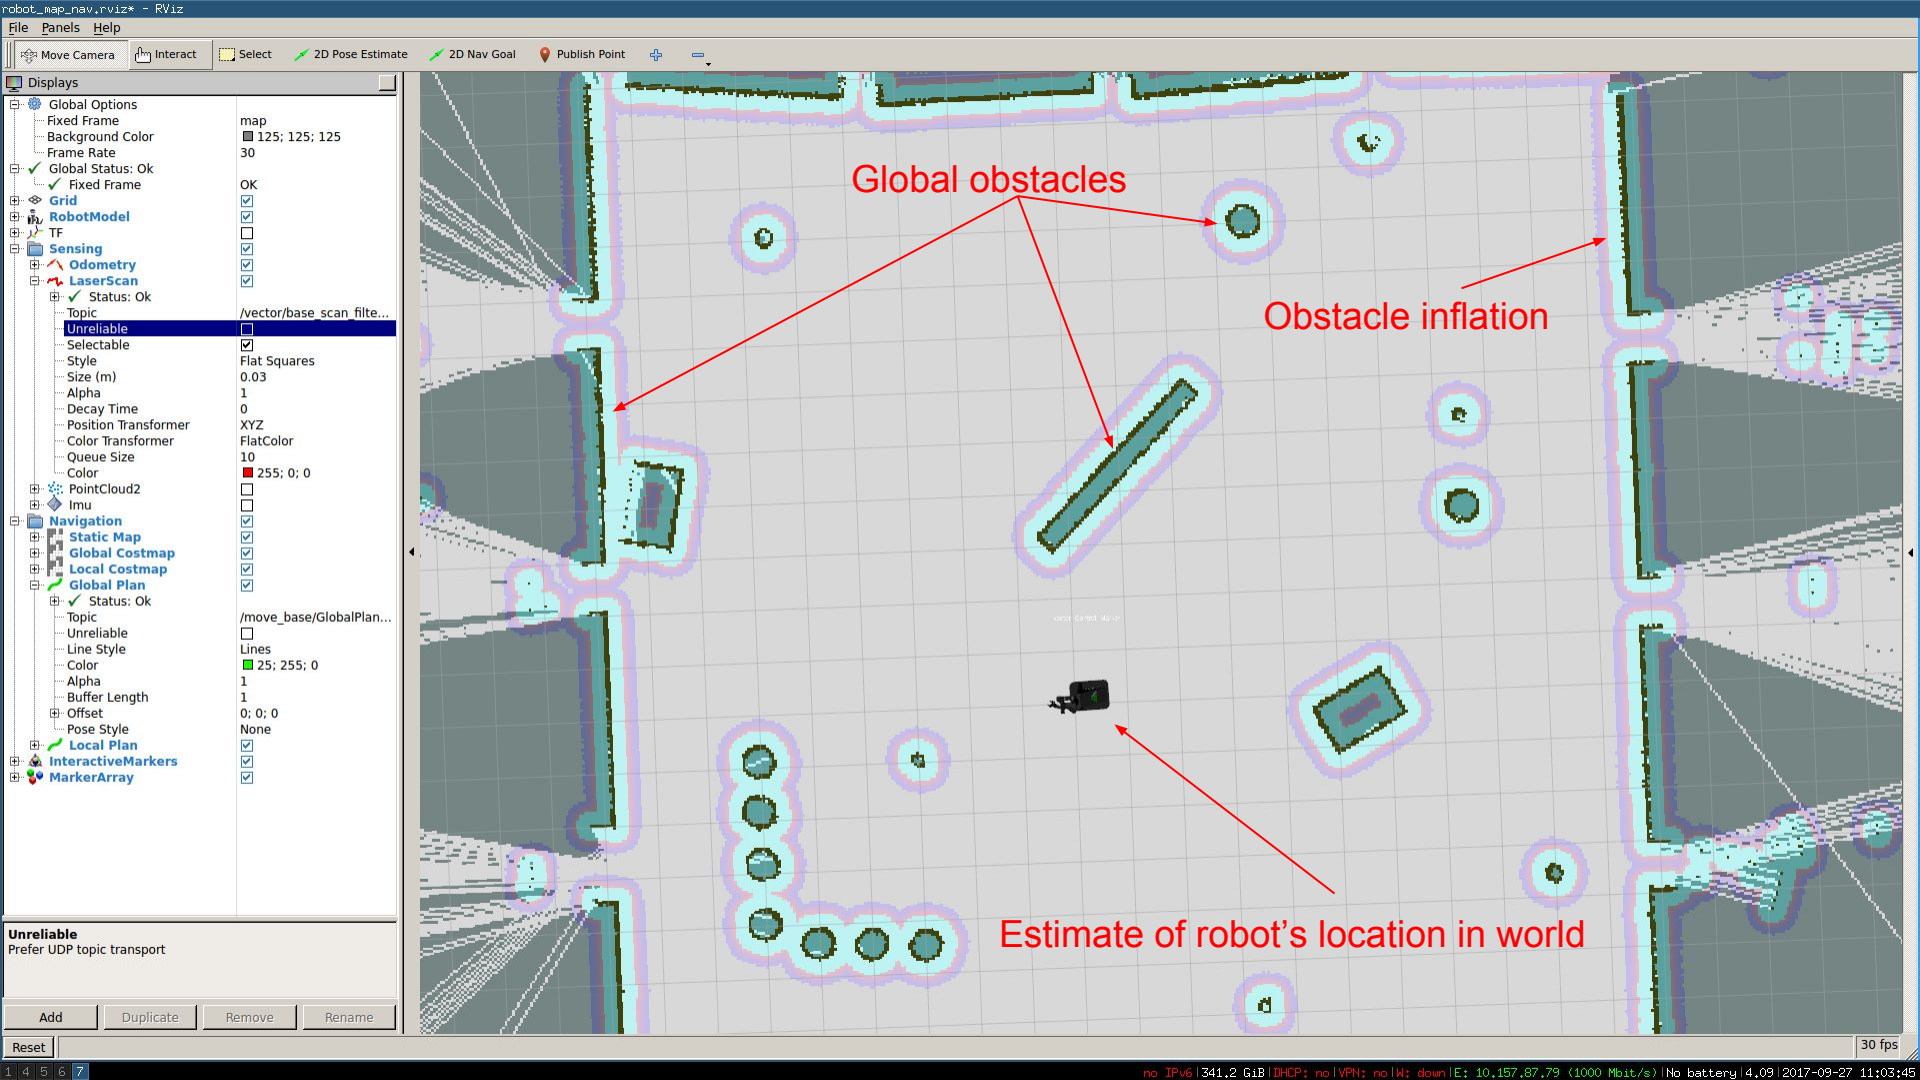 robot_map_nav.rviz* - RViz
File Panels Help
Move Camera Interact Select 2D Pose Estimate 2D Nav Goal Publish Point
Displays
Global Options
Fixed Frame map
Background Color 125; 125; 125
Frame Rate 30
Global Status: Ok
Fixed Frame OK
Grid
RobotModel
TF
Sensing
Odometry
LaserScan
Status: Ok
Topic /vector/base_scan_filte...
Unreliable
Selectable
Style Flat Squares
Size (m) 0.03
Alpha 1
Decay Time 0
Position Transformer XYZ
Color Transformer FlatColor
Queue Size 10
Color 255; 0; 0
PointCloud2
Imu
Navigation
Static Map
Global Costmap
Local Costmap
Global Plan
Status: Ok
Topic /move_base/GlobalPlan...
Unreliable
Line Style Lines
Color 25; 255; 0
Alpha 1
Buffer Length 1
Offset 0; 0; 0
Pose Style None
Local Plan
InteractiveMarkers
MarkerArray
Unreliable
Prefer UDP topic transport
Add Duplicate Remove Rename
Reset
Global obstacles
Obstacle inflation
Estimate of robot’s location in world
30 fps
1 4 5 6 7
no IPv6|341.2 GiB|DHCP: no|VPN: no|W: down|E: 10.157.87.79 (1000 Mbit/s)|No battery|4.09|2017-09-27 11:03:45